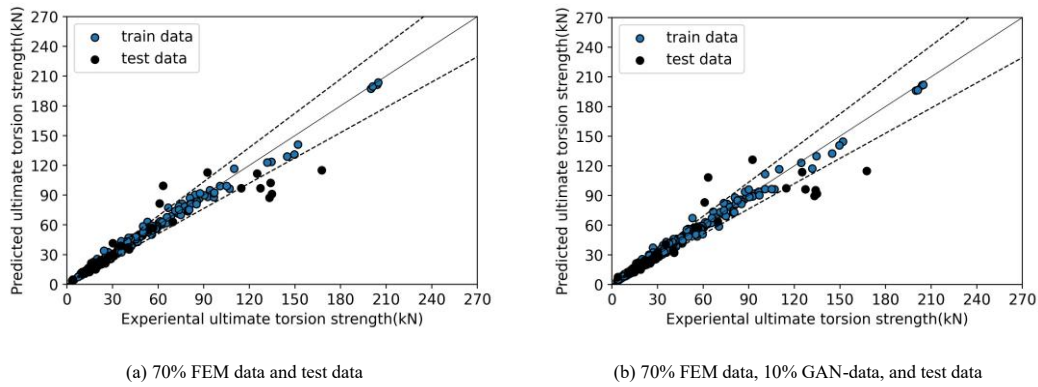 270
240
210
180
150
120
90
60
30
0
Predicted ultimate torsion strength(kN)
train data
test data
0 30 60 90 120 150 180 210 240 270
Experiental ultimate torsion strength(kN)
(a) 70% FEM data and test data
270
240
210
180
150
120
90
60
30
0
Predicted ultimate torsion strength(kN)
train data
test data
0 30 60 90 120 150 180 210 240 270
Experiental ultimate torsion strength(kN)
(b) 70% FEM data, 10% GAN-data, and test data